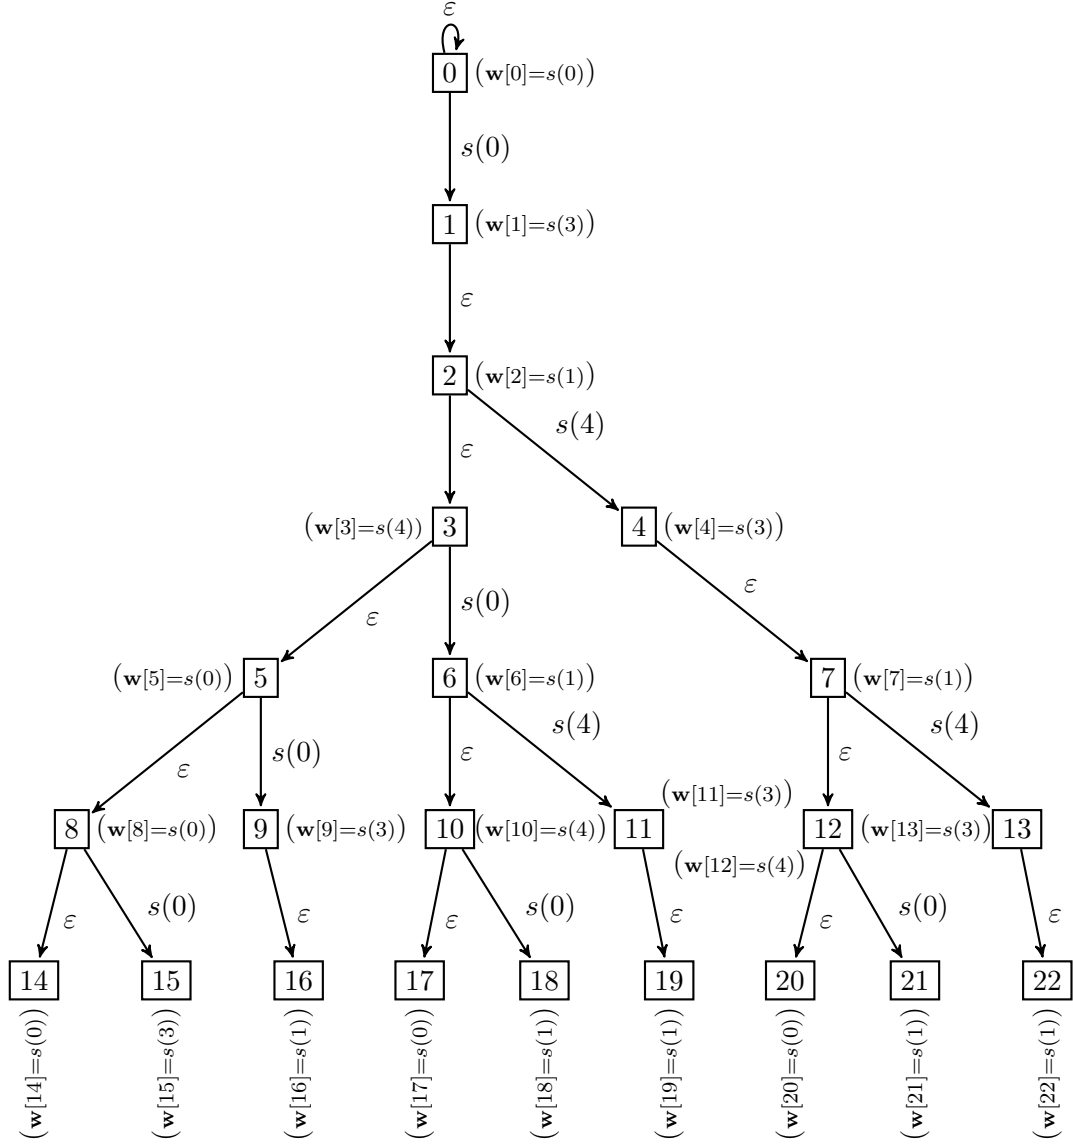 ε
0 (w[0]=s(0))
s(0)
1 (w[1]=s(3))
ε
2 (w[2]=s(1))
s(4)
ε
(w[3]=s(4)) 3 4 (w[4]=s(3))
ε s(0) ε
(w[5]=s(0)) 5 6 (w[6]=s(1)) 7 (w[7]=s(1))
ε s(0) ε s(4) ε s(4)
(w[11]=s(3))
8 (w[8]=s(0)) 9 (w[9]=s(3)) 10 (w[10]=s(4)) 11 12 (w[13]=s(3)) 13
(w[12]=s(4))
ε s(0) ε ε s(0) ε ε s(0) ε
14 15 16 17 18 19 20 21 22
(w[14]=s(0)) (w[15]=s(3)) (w[16]=s(1)) (w[17]=s(0)) (w[18]=s(1)) (w[19]=s(1)) (w[20]=s(0)) (w[21]=s(1)) (w[22]=s(1))